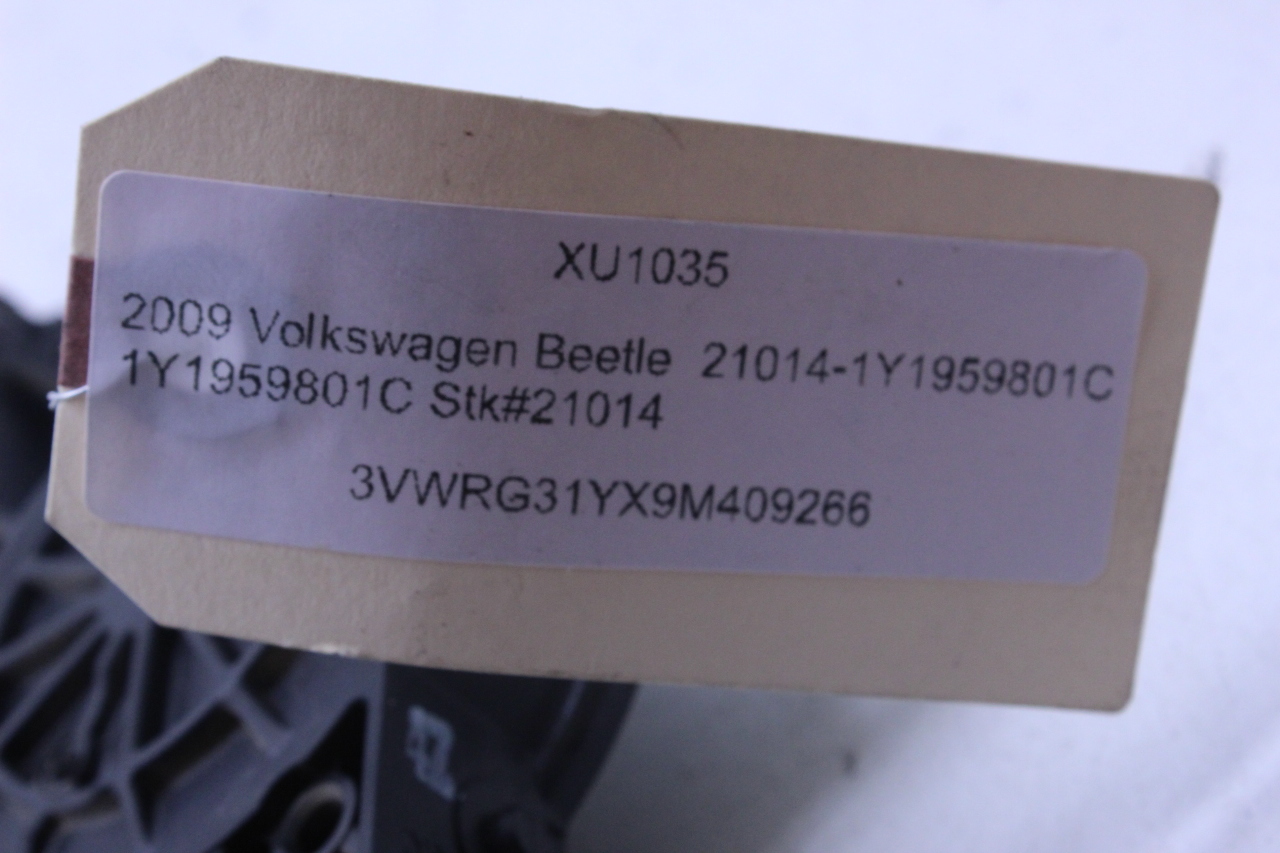 XU1035
2009 Volkswagen Beetle 21014-1Y1959801C
1Y1959801C Stk#21014
3VWRG31YX9M409266